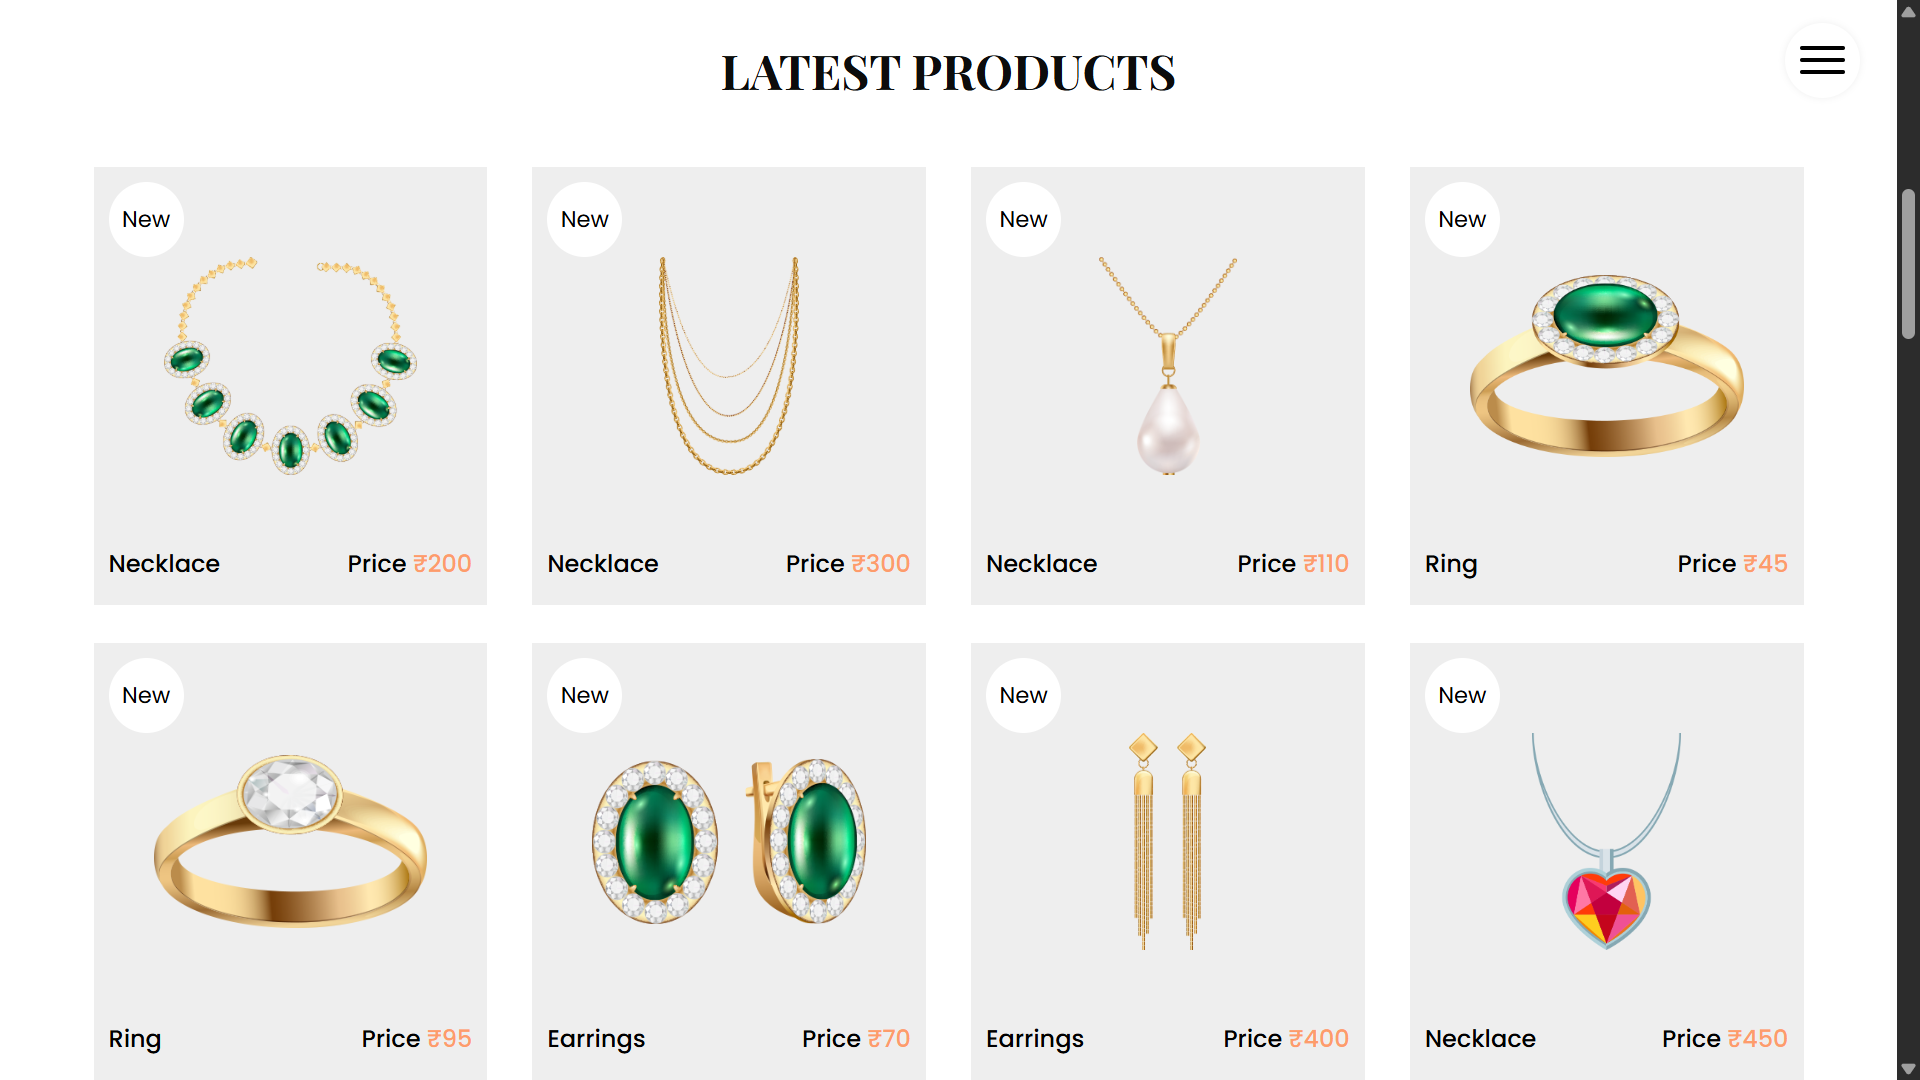 LATEST PRODUCTS
New
New
New
New
Necklace Price ₹200
Necklace Price ₹300
Necklace Price ₹110
Ring Price ₹45
New
New
New
New
Ring Price ₹95
Earrings Price ₹70
Earrings Price ₹400
Necklace Price ₹450